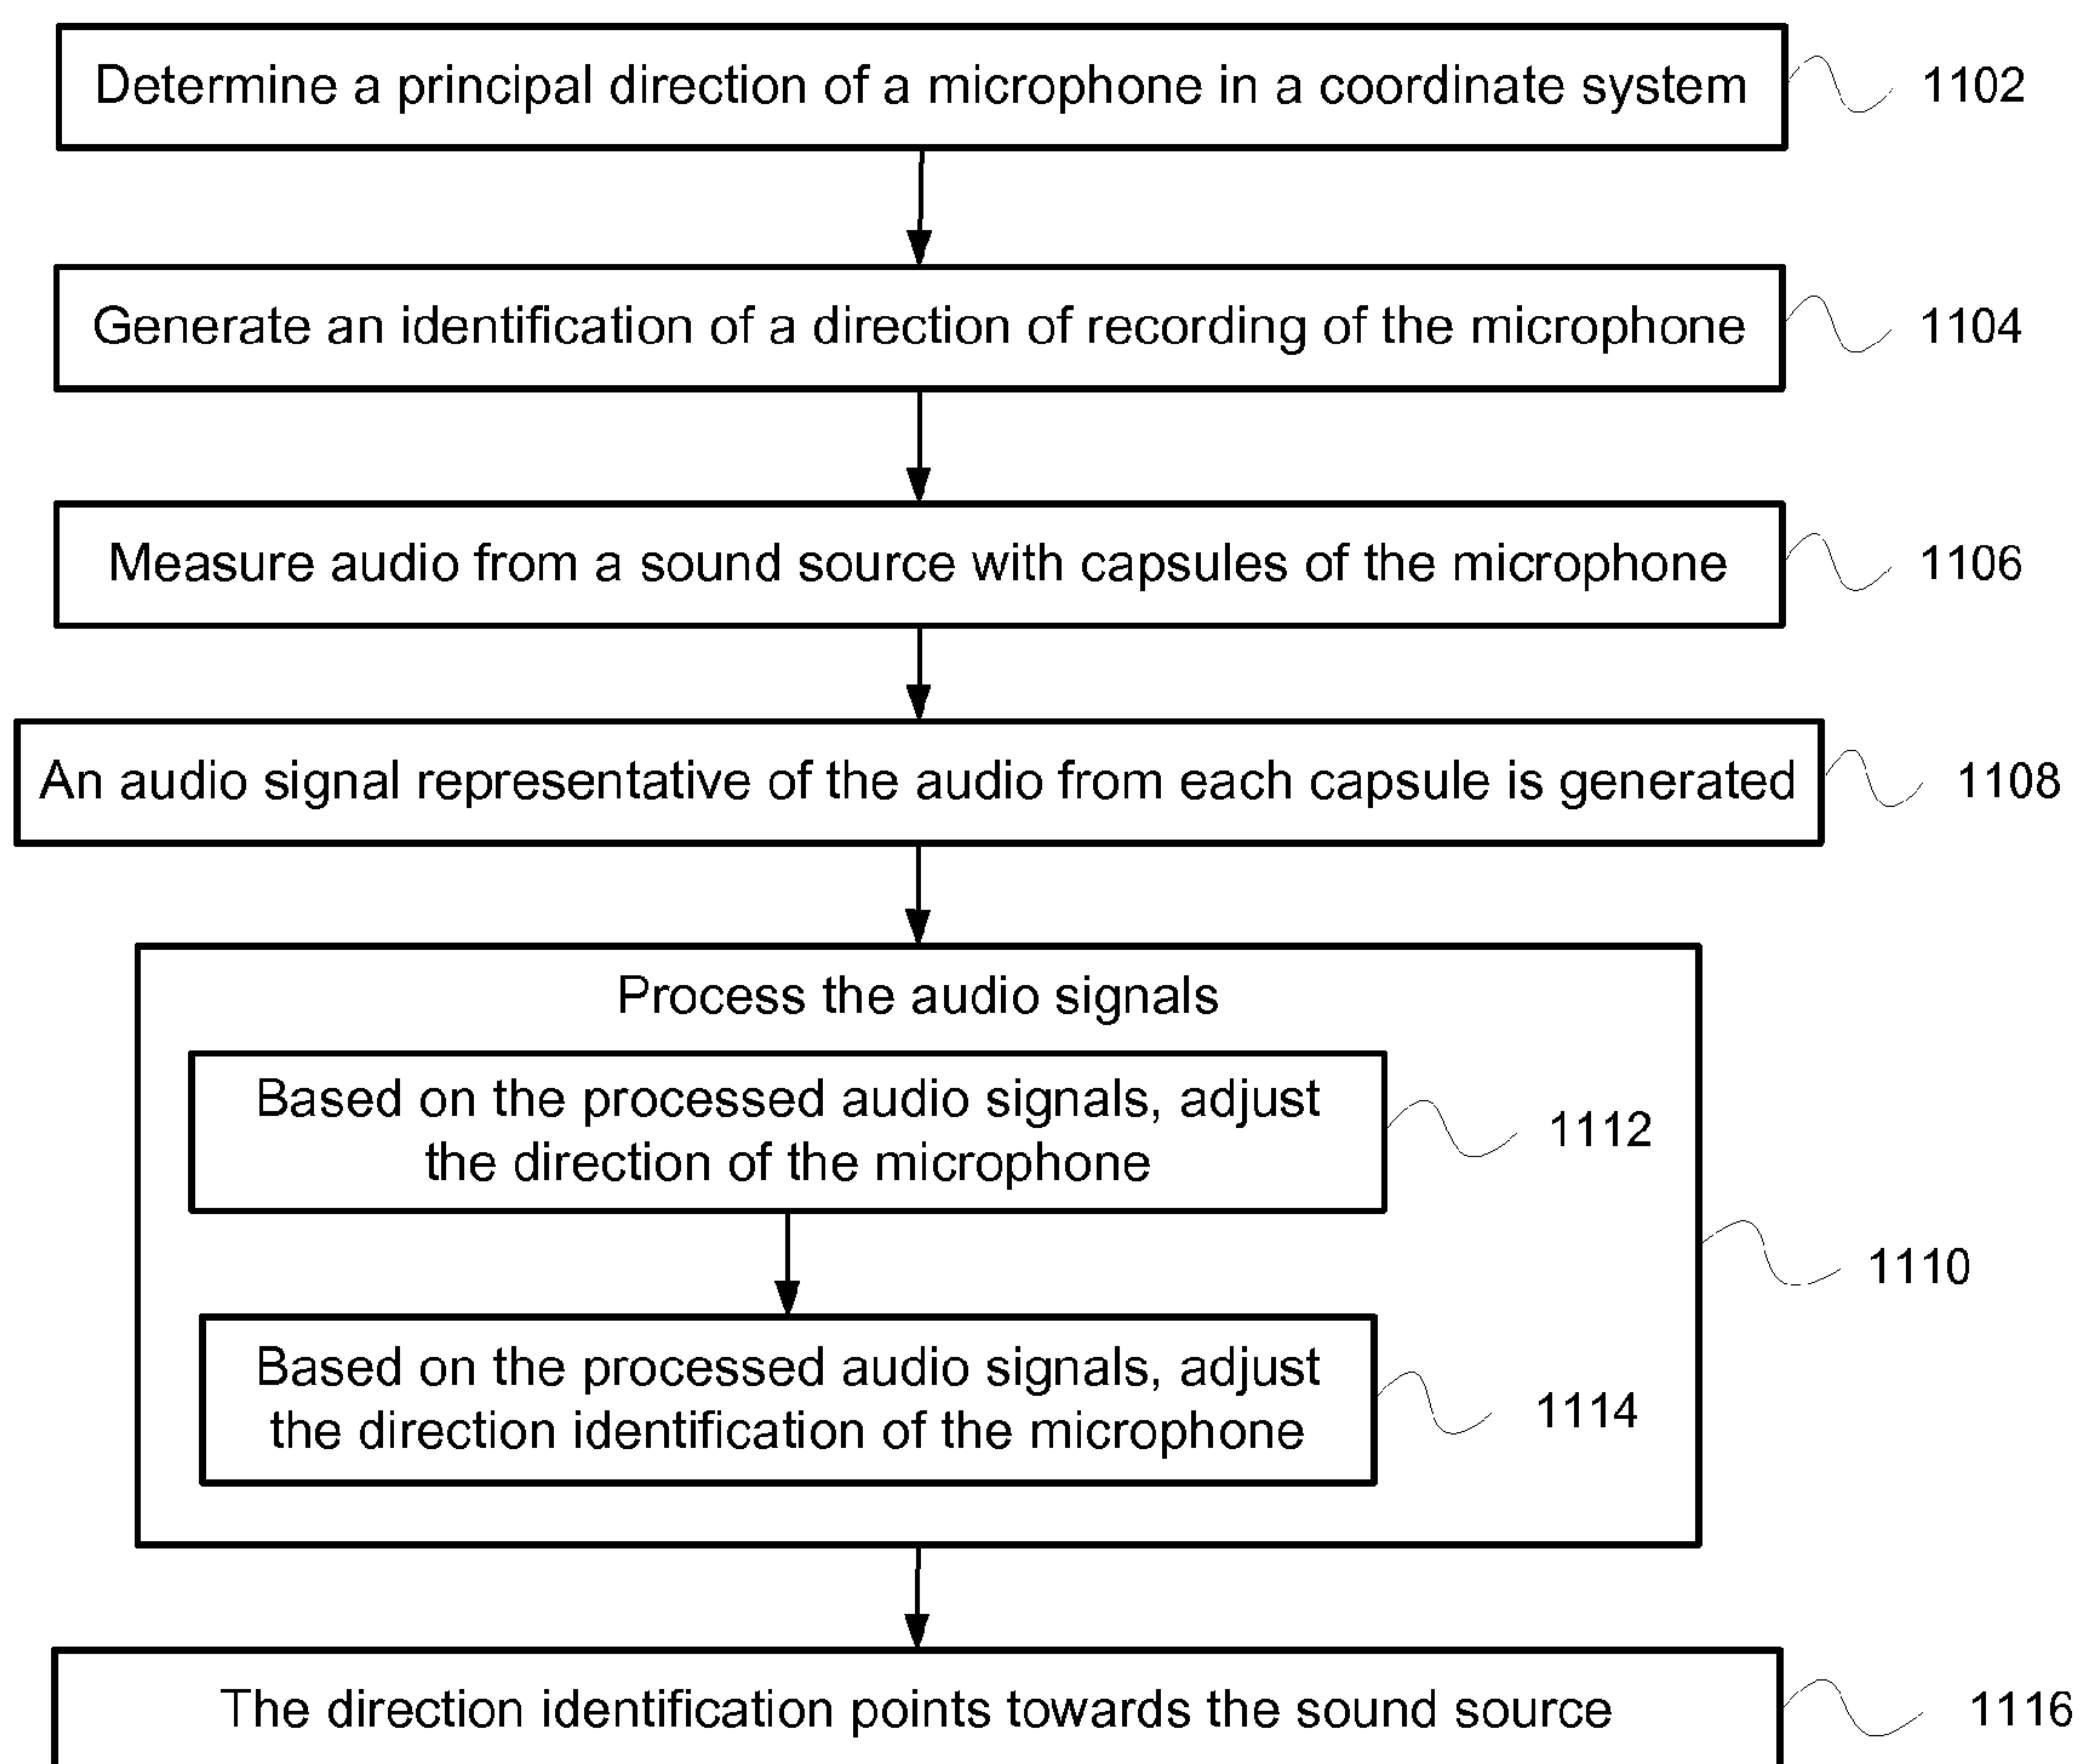 Determine a principal direction of a microphone in a coordinate system
1102
Generate an identification of a direction of recording of the microphone
1104
Measure audio from a sound source with capsules of the microphone
1106
An audio signal representative of the audio from each capsule is generated
1108
Process the audio signals
Based on the processed audio signals, adjust
the direction of the microphone
1112
1110
Based on the processed audio signals, adjust
the direction identification of the microphone
1114
The direction identification points towards the sound source
1116